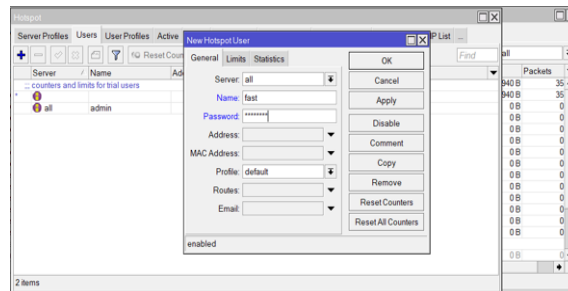 Hotspot
Server Profiles Users User Profiles Active
IP List ...
Reset Coun
Find
all
Server / Name Ad
Packets
::: counters and limits for trial users
all admin
New Hotspot User
General Limits Statistics
Server: all
Name: fast
Password: ********
Address:
MAC Address:
Profile: default
Routes:
Email:
enabled
OK
Cancel
Apply
Disable
Comment
Copy
Remove
Reset Counters
Reset All Counters
940 B 35
940 B 35
0 B 0
0 B 0
0 B 0
0 B 0
0 B 0
0 B 0
0 B 0
0 B 0
0 B 0
0 B 0
0 B 0
0 B 0
2 items